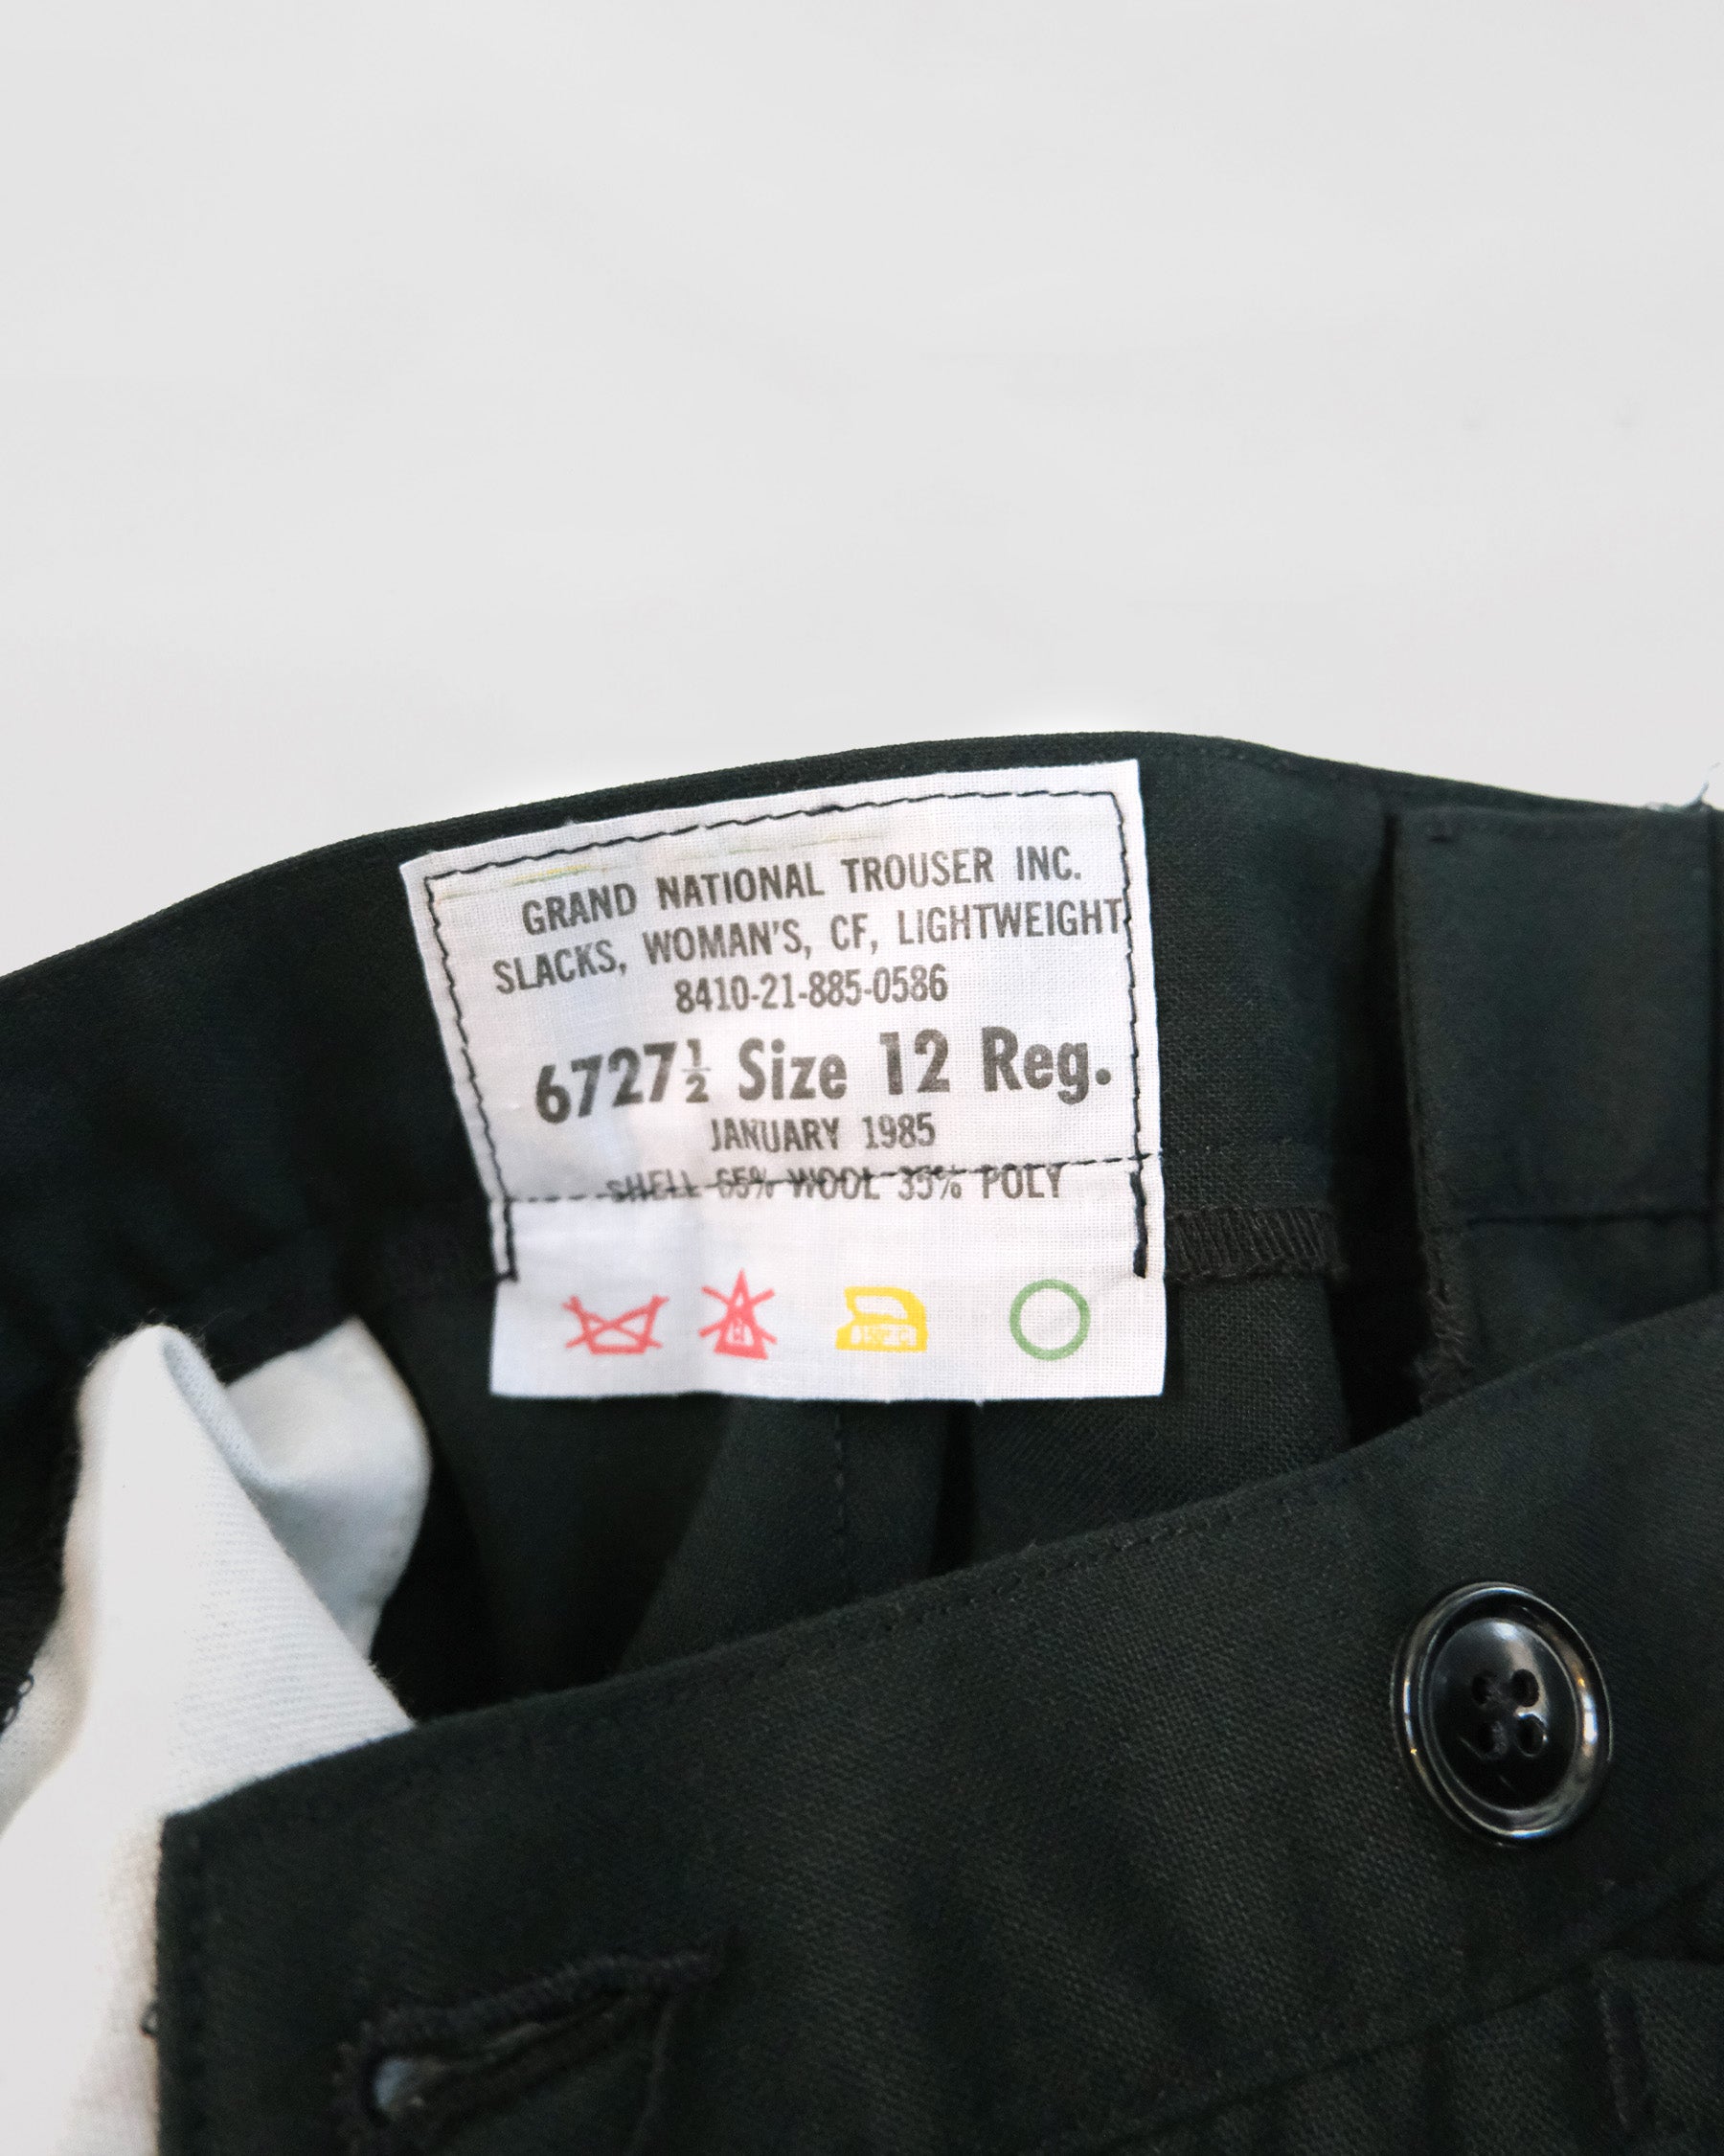 GRAND NATIONAL TROUSER INC.
SLACKS, WOMAN'S, CF, LIGHTWEIGHT
8410-21-885-0586
6727½ Size 12 Reg.
JANUARY 1985
SHELL 65% WOOL 35% POLY